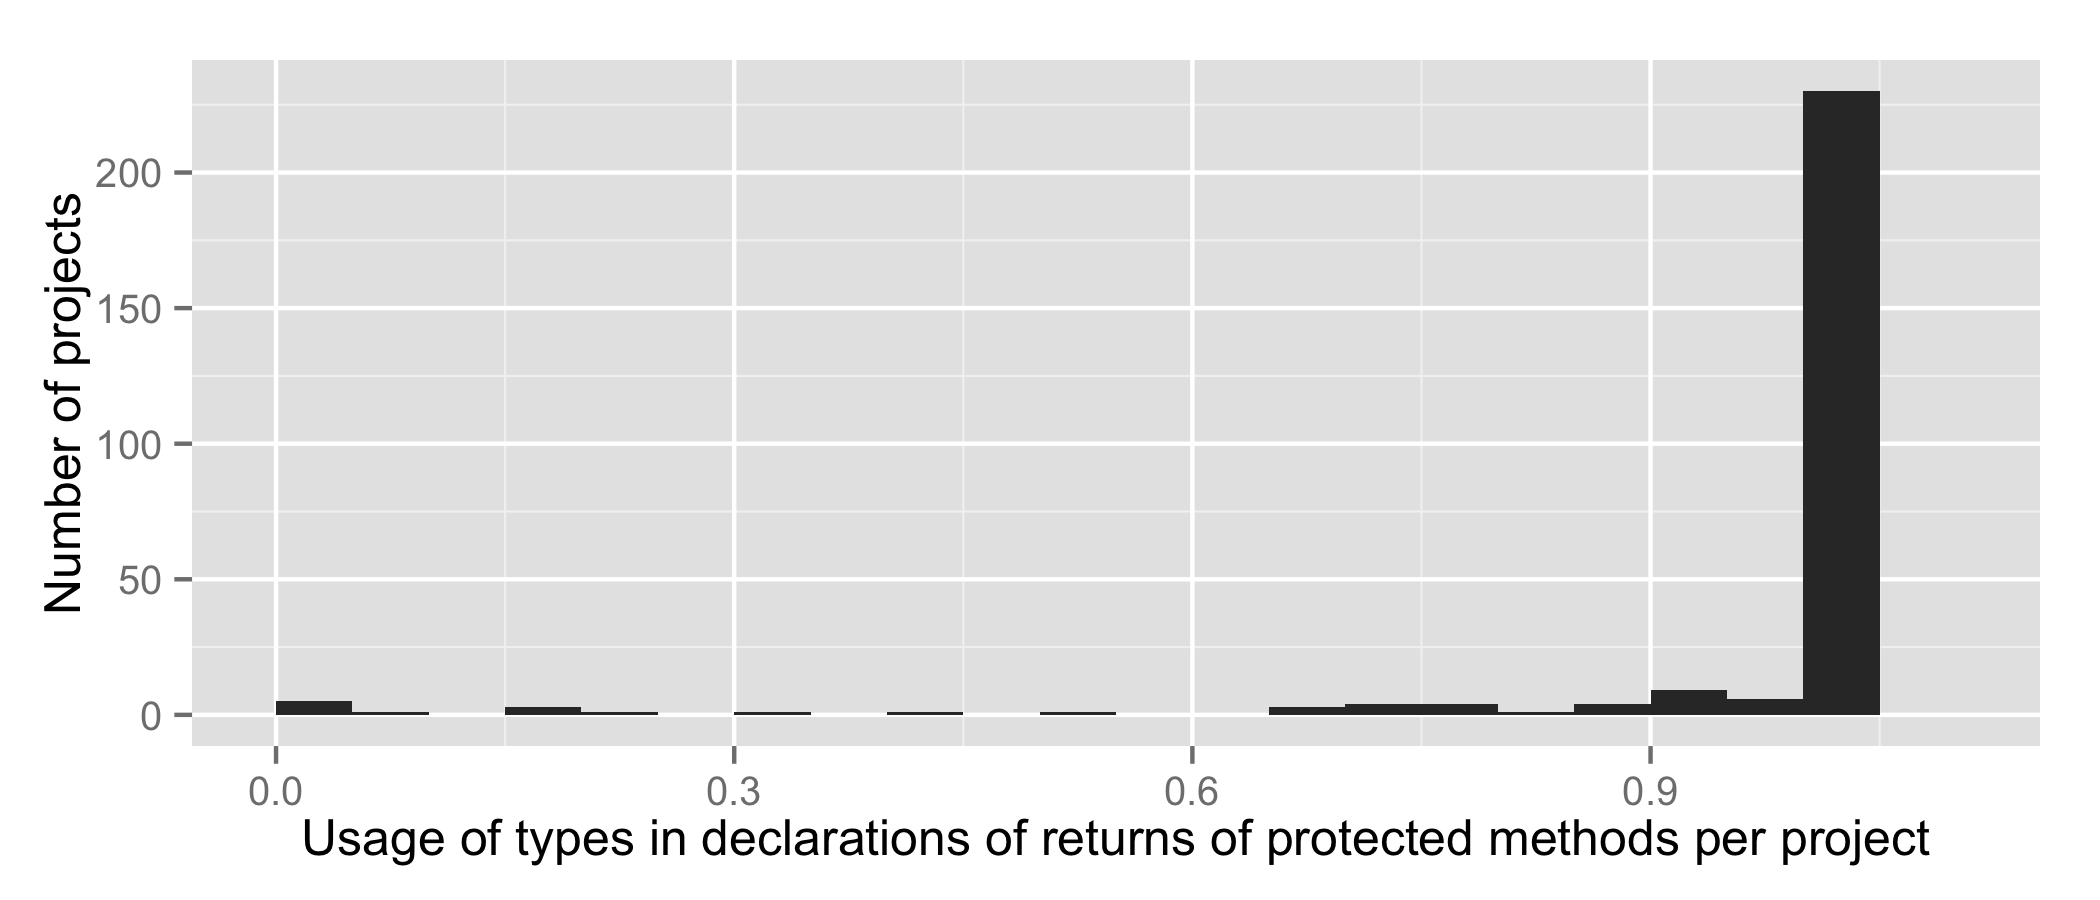 Number of projects
200
150
100
50
0
0.0 0.3 0.6 0.9
Usage of types in declarations of returns of protected methods per project